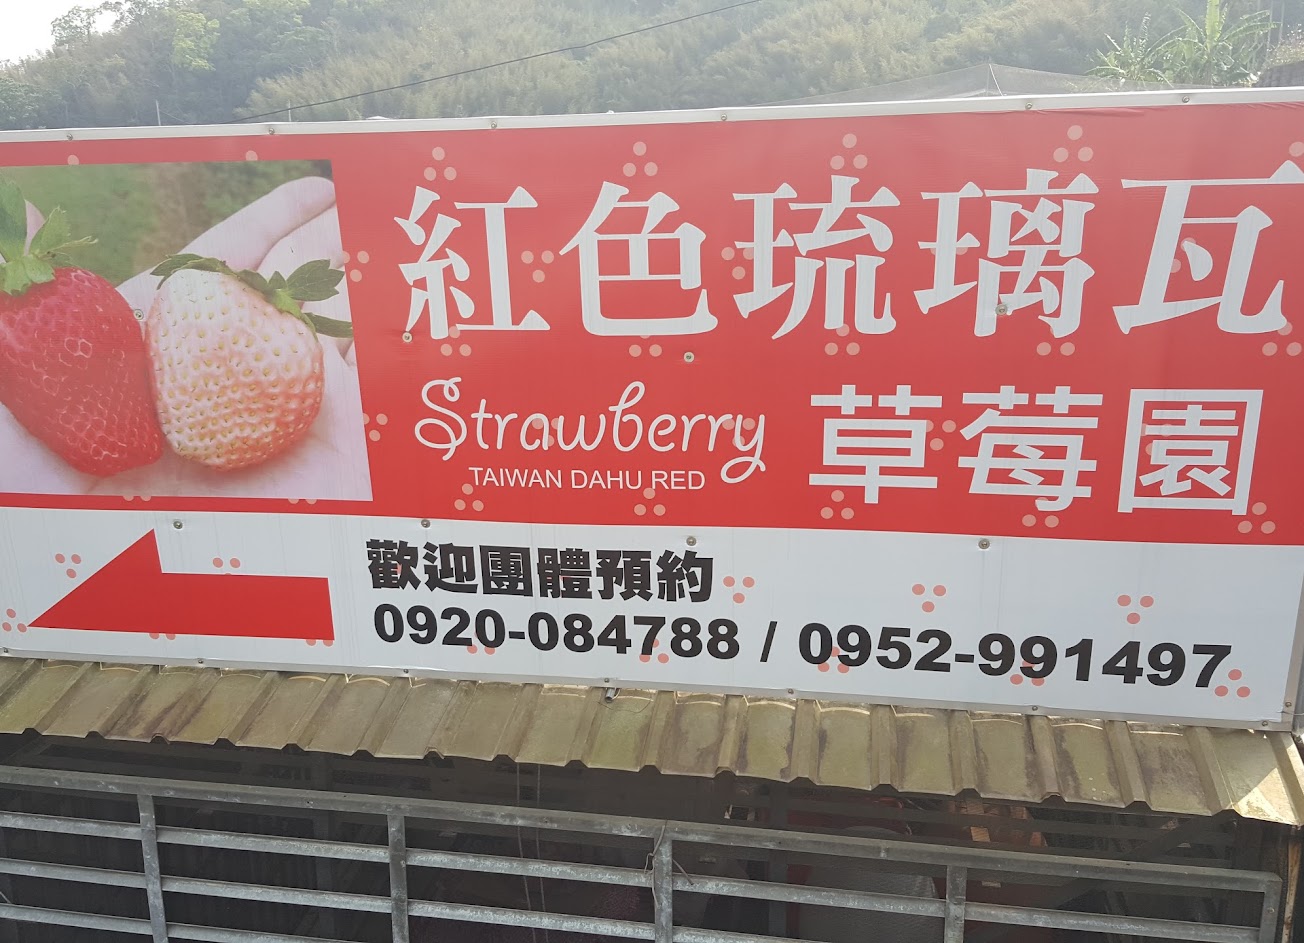 紅色琉璃瓦
Strawberry
TAIWAN DAHU RED
草莓園
歡迎團體預約
0920-084788 / 0952-991497